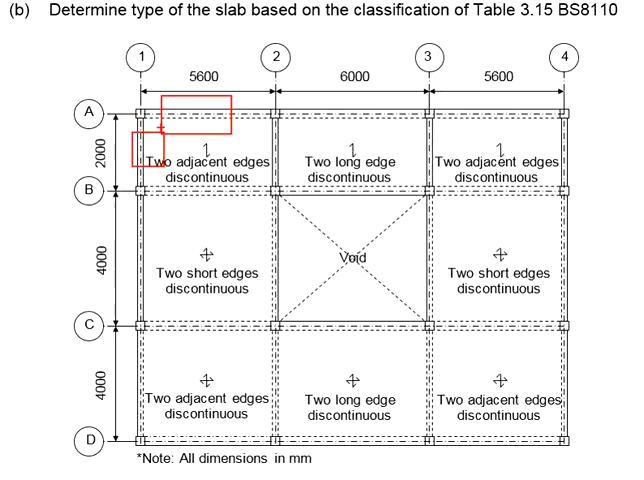 (b) Determine type of the slab based on the classification of Table 3.15 BS8110
1 2 3 4
5600 6000 5600
A
2000
Two adjacent edges discontinuous
Two long edge discontinuous
Two adjacent edges discontinuous
B
4000
Two short edges discontinuous
Void
Two short edges discontinuous
C
4000
Two adjacent edges discontinuous
Two long edge discontinuous
Two adjacent edges discontinuous
D
*Note: All dimensions in mm